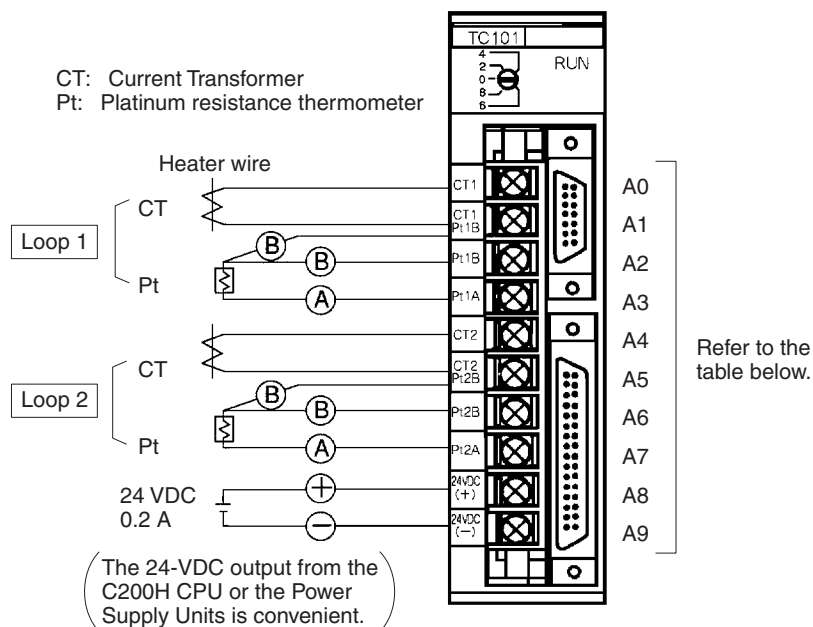 TC101
RUN
4
2
0
8
6
CT: Current Transformer
Pt: Platinum resistance thermometer
Heater wire
CT
Loop 1
Pt
B
B
A
CT
Loop 2
Pt
B
B
A
24 VDC
0.2 A
+
−
CT1
CT1
Pt1B
Pt1B
Pt1A
CT2
CT2
Pt2B
Pt2B
Pt2A
24VDC
(+)
24VDC
(−)
A0
A1
A2
A3
A4
A5
A6
A7
A8
A9
Refer to the
table below.
The 24-VDC output from the
C200H CPU or the Power
Supply Units is convenient.